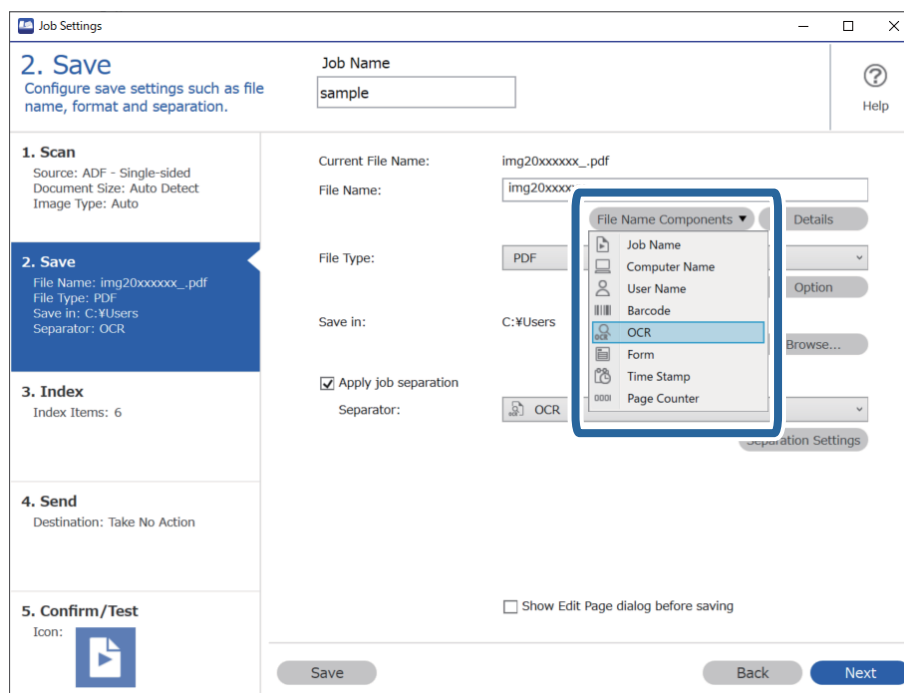 Job Settings
2. Save
Configure save settings such as file
name, format and separation.
Job Name
sample
Help
1. Scan
Source: ADF - Single-sided
Document Size: Auto Detect
Image Type: Auto
2. Save
File Name: img20xxxxxx_.pdf
File Type: PDF
Save in: C:¥Users
Separator: OCR
3. Index
Index Items: 6
4. Send
Destination: Take No Action
5. Confirm/Test
Icon:
Current File Name: img20xxxxxx_.pdf
File Name: img20xxxx
File Name Components ▼ Details
Job Name
Computer Name
User Name
Barcode
OCR OCR
Form
Time Stamp
Page Counter
File Type: PDF
Option
Save in: C:¥Users
Browse...
Apply job separation
Separator: OCR
Separation Settings
Show Edit Page dialog before saving
Save Back Next